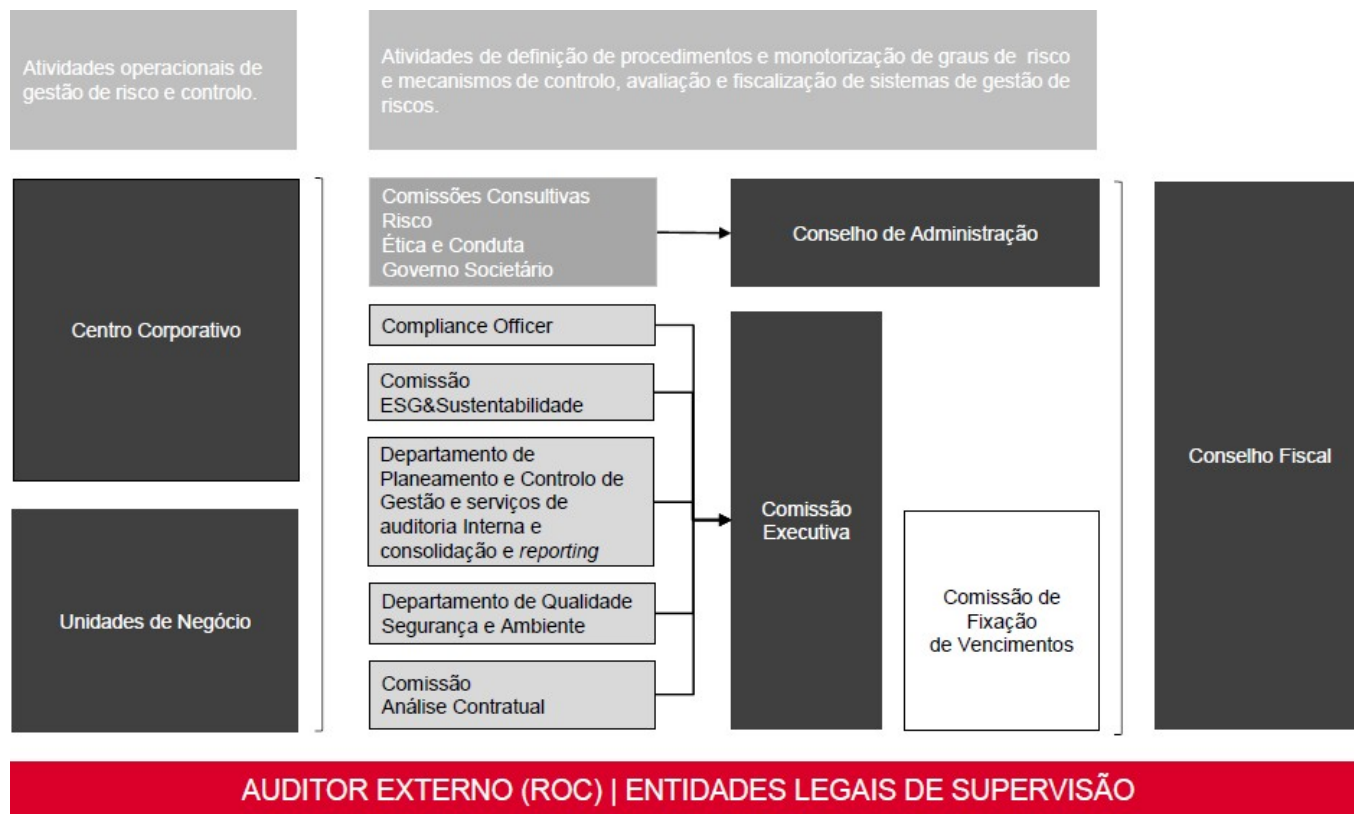 Atividades operacionais de
gestão de risco e controlo.
Atividades de definição de procedimentos e monotorização de graus de risco
e mecanismos de controlo, avaliação e fiscalização de sistemas de gestão de
riscos.
Centro Corporativo
Unidades de Negócio
Comissões Consultivas
Risco
Ética e Conduta
Governo Societário
Conselho de Administração
Compliance Officer
Comissão
ESG&Sustentabilidade
Departamento de
Planeamento e Controlo de
Gestão e serviços de
auditoria Interna e
consolidação e reporting
Departamento de Qualidade
Segurança e Ambiente
Comissão
Análise Contratual
Comissão
Executiva
Comissão de
Fixação
de Vencimentos
Conselho Fiscal
AUDITOR EXTERNO (ROC) | ENTIDADES LEGAIS DE SUPERVISÃO